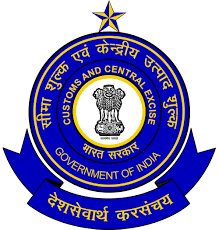 सीमा शुल्क एवं केन्द्रीय उत्पाद शुल्क
CUSTOMS AND CENTRAL EXCISE
भारत सरकार
GOVERNMENT OF INDIA
देशसेवार्थ करसंचय